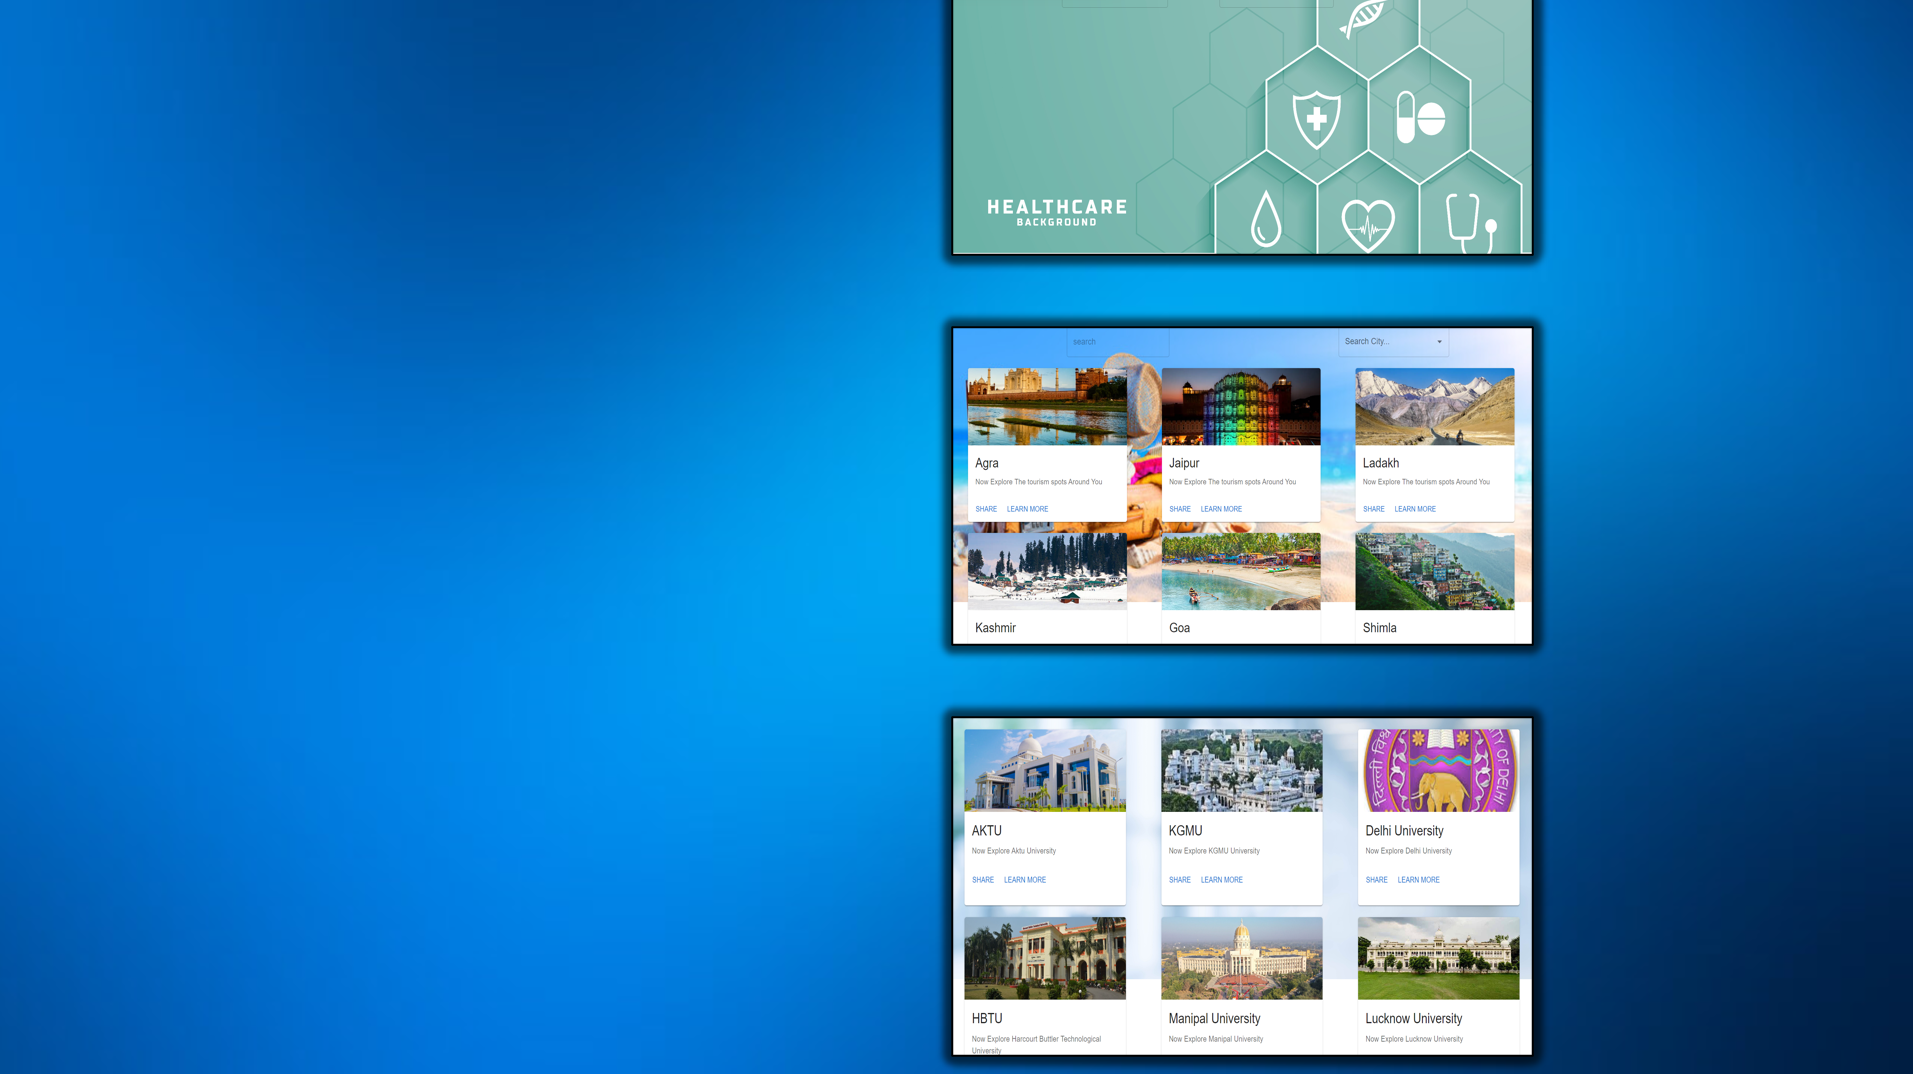 HEALTHCARE
BACKGROUND
search
Search City...
Agra
Now Explore The tourism spots Around You
SHARE LEARN MORE
Jaipur
Now Explore The tourism spots Around You
SHARE LEARN MORE
Ladakh
Now Explore The tourism spots Around You
SHARE LEARN MORE
Kashmir
Goa
Shimla
AKTU
Now Explore Aktu University
SHARE LEARN MORE
KGMU
Now Explore KGMU University
SHARE LEARN MORE
Delhi University
Now Explore Delhi University
SHARE LEARN MORE
HBTU
Now Explore Harcourt Buttler Technological
University
Manipal University
Now Explore Manipal University
Lucknow University
Now Explore Lucknow University